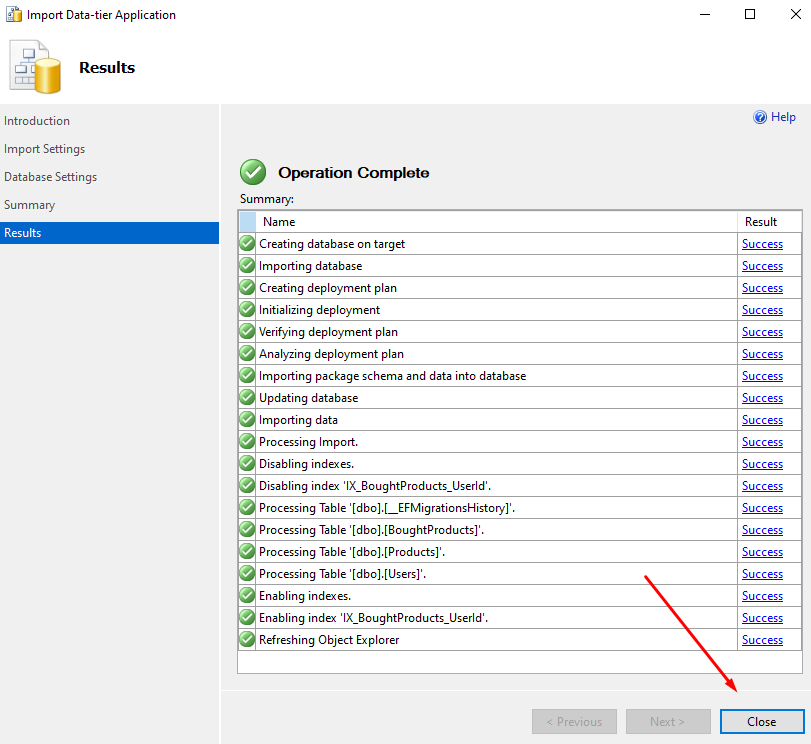 Import Data-tier Application
Results
Introduction
Import Settings
Database Settings
Summary
Results
Help
Operation Complete
Summary:
Name Result
Creating database on target Success
Importing database Success
Creating deployment plan Success
Initializing deployment Success
Verifying deployment plan Success
Analyzing deployment plan Success
Importing package schema and data into database Success
Updating database Success
Importing data Success
Processing Import. Success
Disabling indexes. Success
Disabling index 'IX_BoughtProducts_UserId'. Success
Processing Table '[dbo].[__EFMigrationsHistory]'. Success
Processing Table '[dbo].[BoughtProducts]'. Success
Processing Table '[dbo].[Products]'. Success
Processing Table '[dbo].[Users]'. Success
Enabling indexes. Success
Enabling index 'IX_BoughtProducts_UserId'. Success
Refreshing Object Explorer Success
< Previous Next > Close